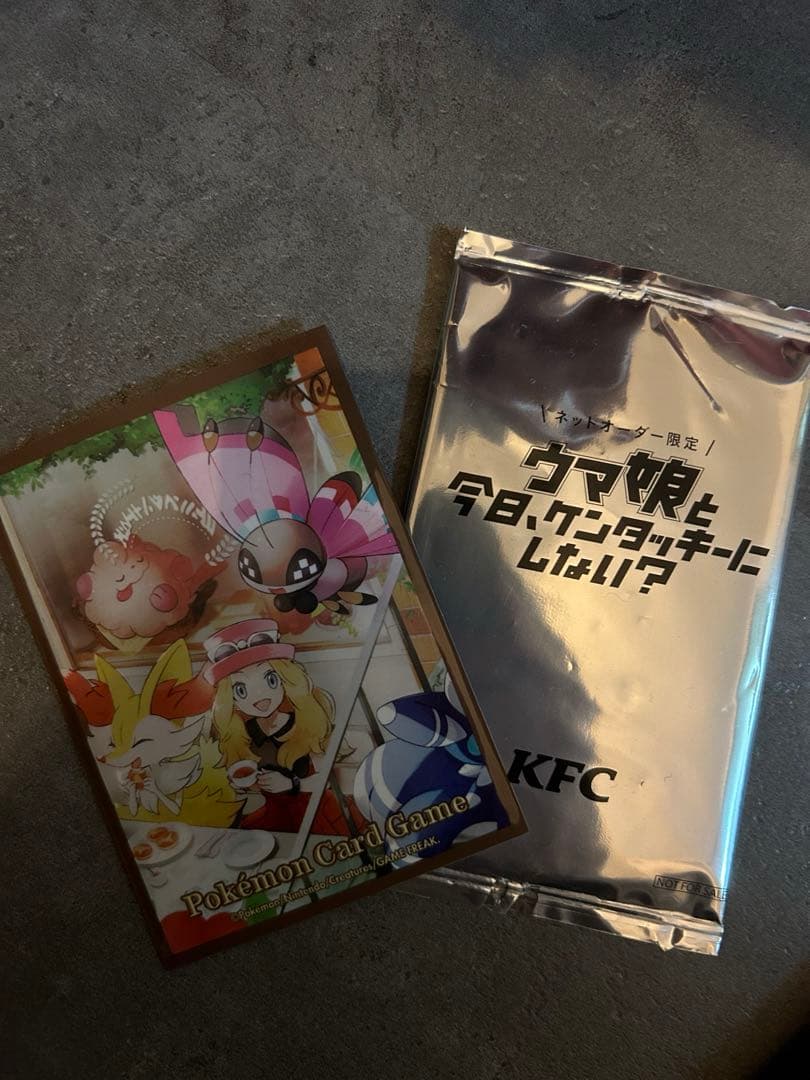 Pokémon Card Game
©Pokémon/Nintendo/Creatures/GAME FREAK.
\ネットオーダー限定/
ウマ娘と
今日、ケンタッキーに
しない?
KFC
NOT FOR SALE